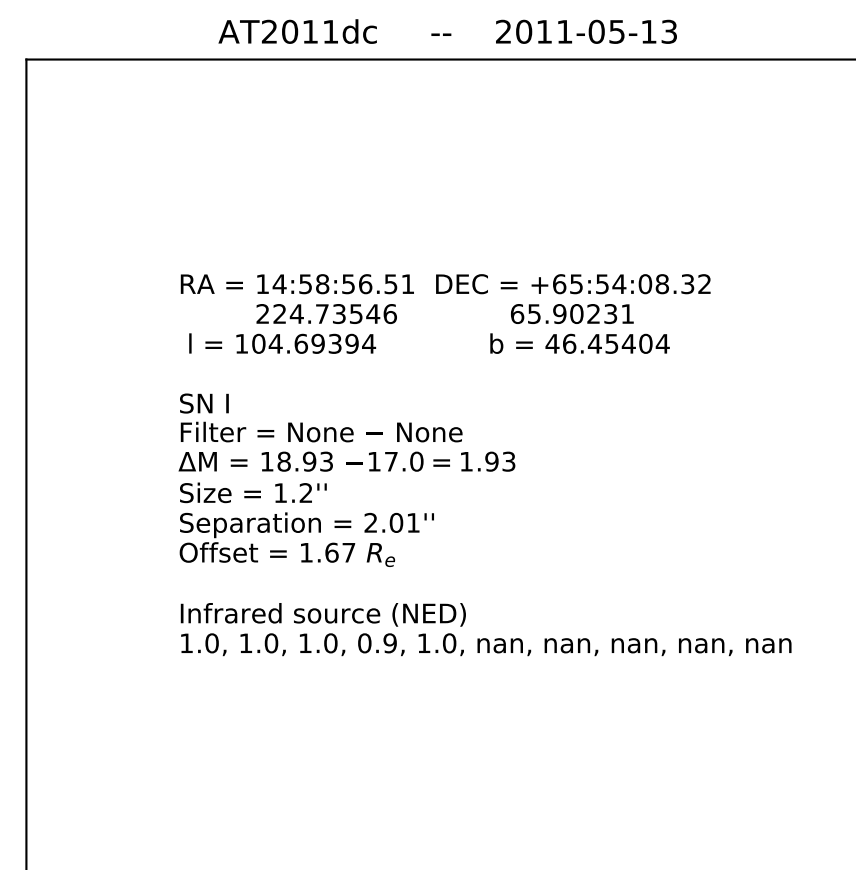 AT2011dc -- 2011-05-13
RA = 14:58:56.51 DEC = +65:54:08.32
224.73546 65.90231
l = 104.69394 b = 46.45404
SN I
Filter = None − None
ΔM = 18.93 −17.0 = 1.93
Size = 1.2''
Separation = 2.01''
Offset = 1.67 Rₑ
Infrared source (NED)
1.0, 1.0, 1.0, 0.9, 1.0, nan, nan, nan, nan, nan